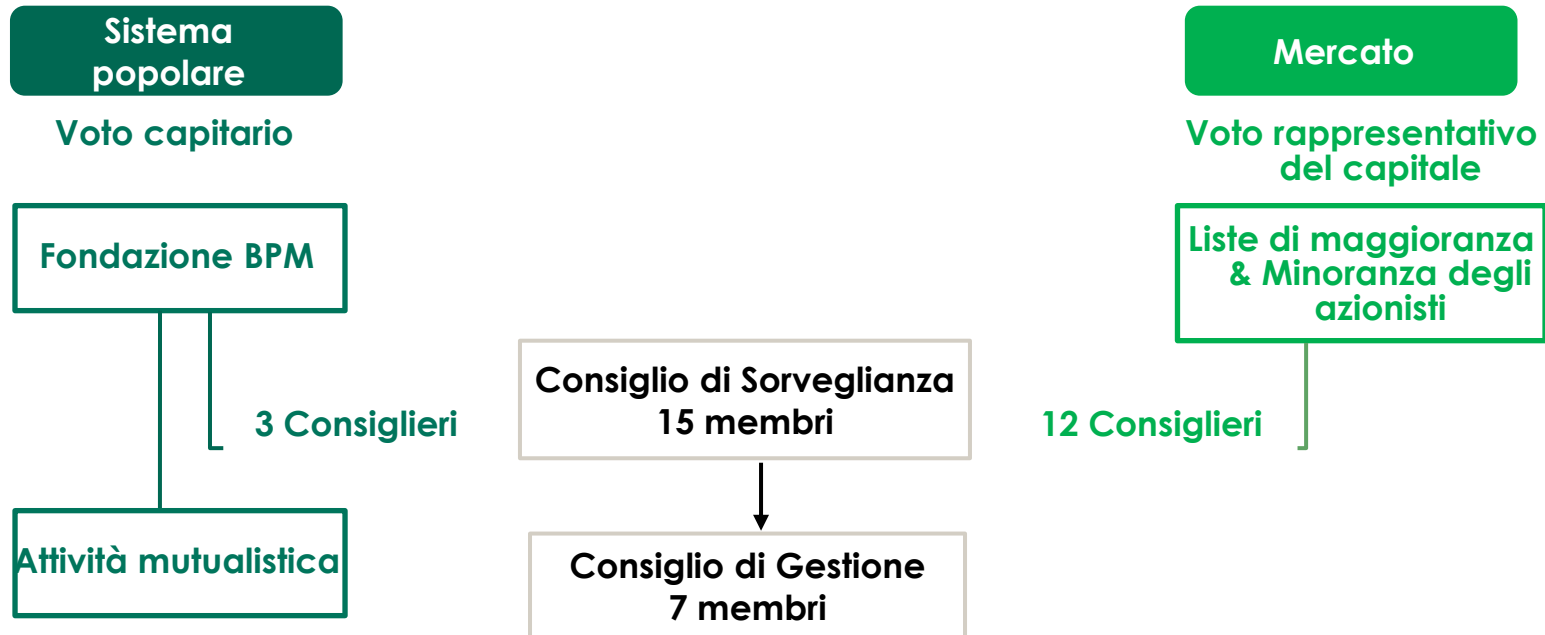 Sistema
popolare
Mercato
Voto capitario
Voto rappresentativo
del capitale
Fondazione BPM
Liste di maggioranza
& Minoranza degli
azionisti
3 Consiglieri
Consiglio di Sorveglianza
15 membri
12 Consiglieri
Attività mutualistica
Consiglio di Gestione
7 membri